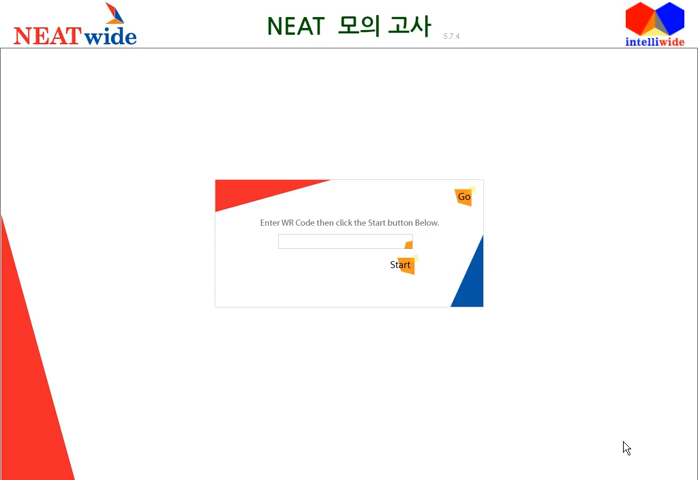 NEATwide
NEAT 모의 고사
5.7.4
intelliwide
Go
Enter WR Code then click the Start button Below.
Start